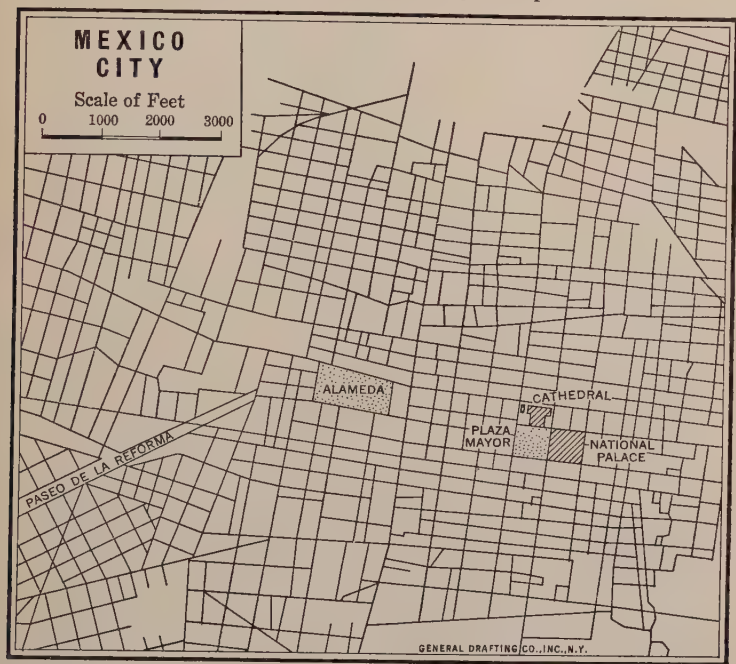 MEXICO
CITY
Scale of Feet
0 1000 2000 3000
ALAMEDA
CATHEDRAL
PLAZA
MAYOR
NATIONAL
PALACE
PASEO DE LA REFORMA
GENERAL DRAFTING CO., INC., N.Y.